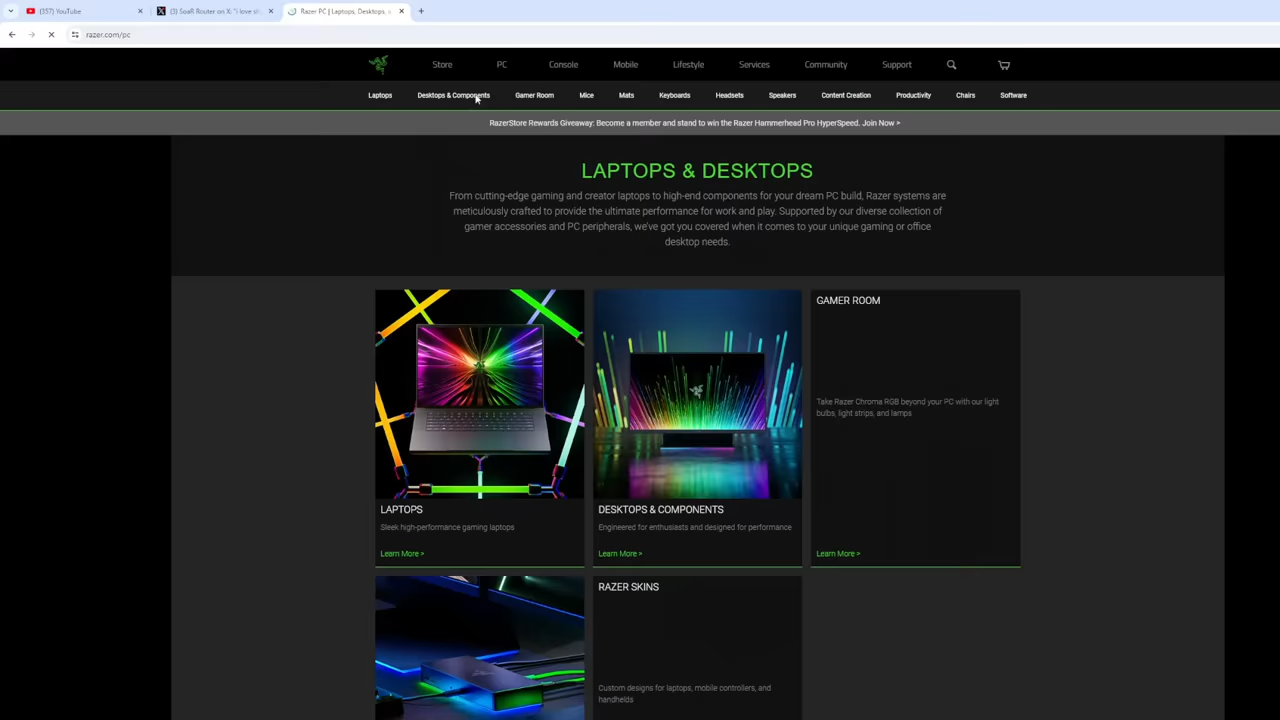 (357) YouTube
(3) SoaR Router on X: "i love sk
Razer PC | Laptops, Desktops, a
razer.com/pc
Store
PC
Console
Mobile
Lifestyle
Services
Community
Support
Laptops
Desktops & Components
Gamer Room
Mice
Mats
Keyboards
Headsets
Speakers
Content Creation
Productivity
Chairs
Software
RazerStore Rewards Giveaway: Become a member and stand to win the Razer Hammerhead Pro HyperSpeed. Join Now >
LAPTOPS & DESKTOPS
From cutting-edge gaming and creator laptops to high-end components for your dream PC build, Razer systems are
meticulously crafted to provide the ultimate performance for work and play. Supported by our diverse collection of
gamer accessories and PC peripherals, we've got you covered when it comes to your unique gaming or office
desktop needs.
LAPTOPS
Sleek high-performance gaming laptops
Learn More >
DESKTOPS & COMPONENTS
Engineered for enthusiasts and designed for performance
Learn More >
GAMER ROOM
Take Razer Chroma RGB beyond your PC with our light
bulbs, light strips, and lamps
Learn More >
RAZER SKINS
Custom designs for laptops, mobile controllers, and
handhelds